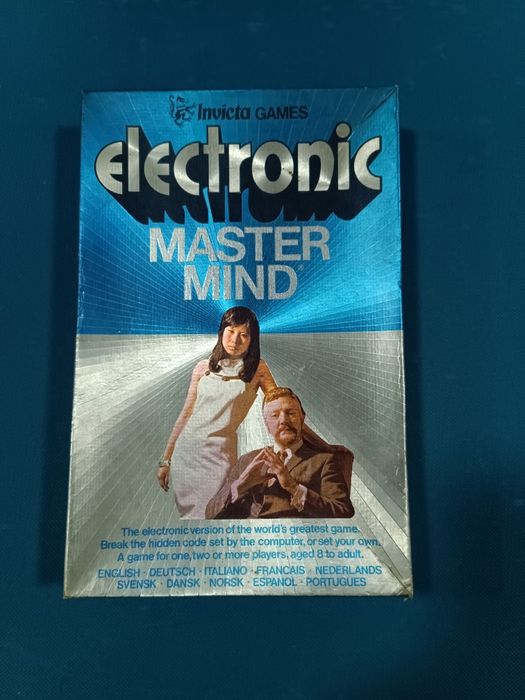 Invicta GAMES
electronic
MASTER
MIND®
The electronic version of the world's greatest game.
Break the hidden code set by the computer, or set your own.
A game for one, two or more players, aged 8 to adult.
ENGLISH · DEUTSCH · ITALIANO · FRANCAIS · NEDERLANDS
SVENSK · DANSK · NORSK · ESPANOL · PORTUGUES